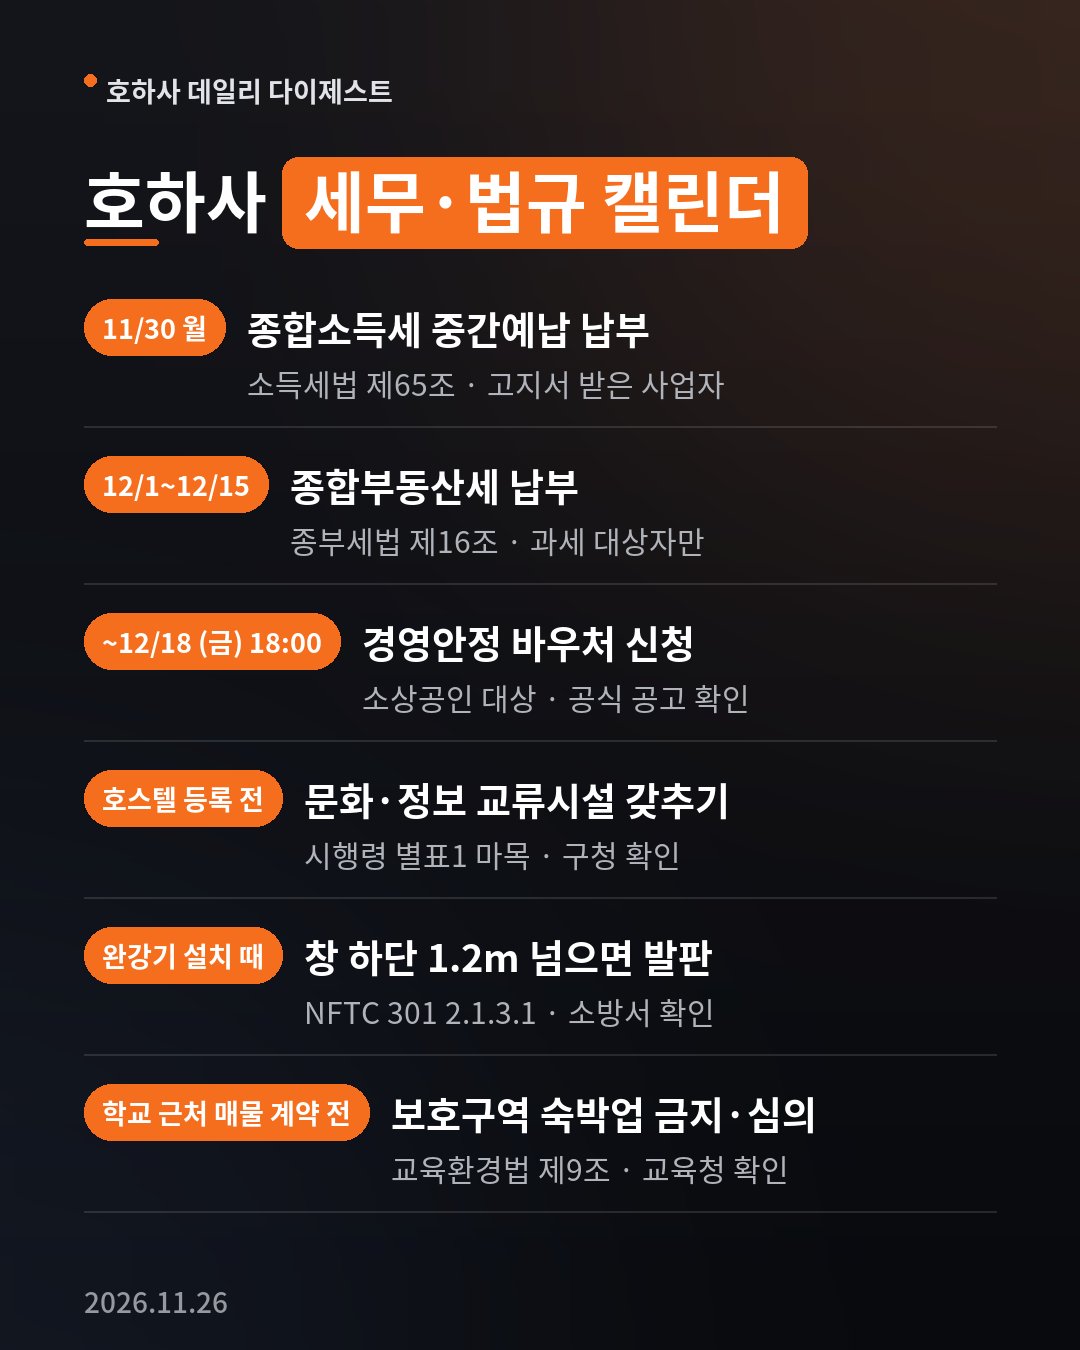 호하사 데일리 다이제스트
호하사 세무·법규 캘린더
11/30 월 종합소득세 중간예납 납부
소득세법 제65조 · 고지서 받은 사업자
12/1~12/15 종합부동산세 납부
종부세법 제16조 · 과세 대상자만
~12/18 (금) 18:00 경영안정 바우처 신청
소상공인 대상 · 공식 공고 확인
호스텔 등록 전 문화·정보 교류시설 갖추기
시행령 별표1 마목 · 구청 확인
완강기 설치 때 창 하단 1.2m 넘으면 발판
NFTC 301 2.1.3.1 · 소방서 확인
학교 근처 매물 계약 전 보호구역 숙박업 금지·심의
교육환경법 제9조 · 교육청 확인
2026.11.26